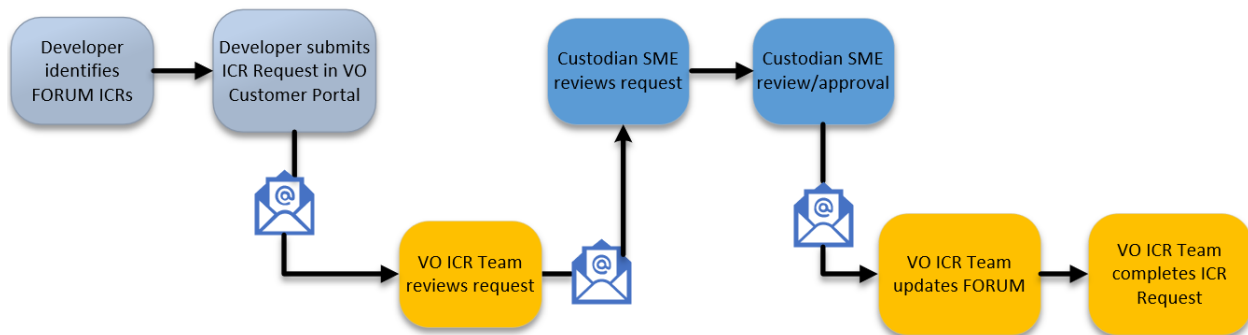 Developer
identifies
FORUM ICRs
Developer submits
ICR Request in VO
Customer Portal
@
VO ICR Team
reviews request
@
Custodian SME
reviews request
Custodian SME
review/approval
@
VO ICR Team
updates FORUM
VO ICR Team
completes ICR
Request